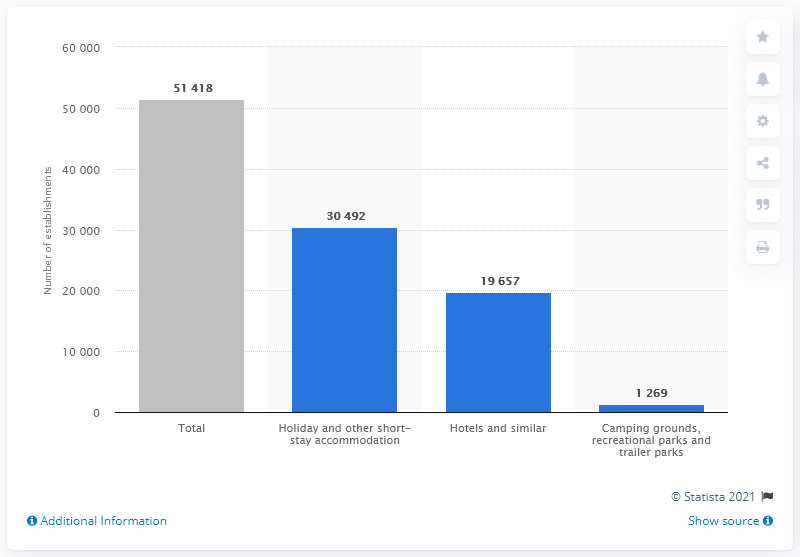 60 000
51 418
50 000
40 000
30 492
30 000
19 657
20 000
10 000
1 269
0
Number of establishments
Total
Holiday and other short-
stay accommodation
Hotels and similar
Camping grounds,
recreational parks and
trailer parks
© Statista 2021
Additional Information
Show source